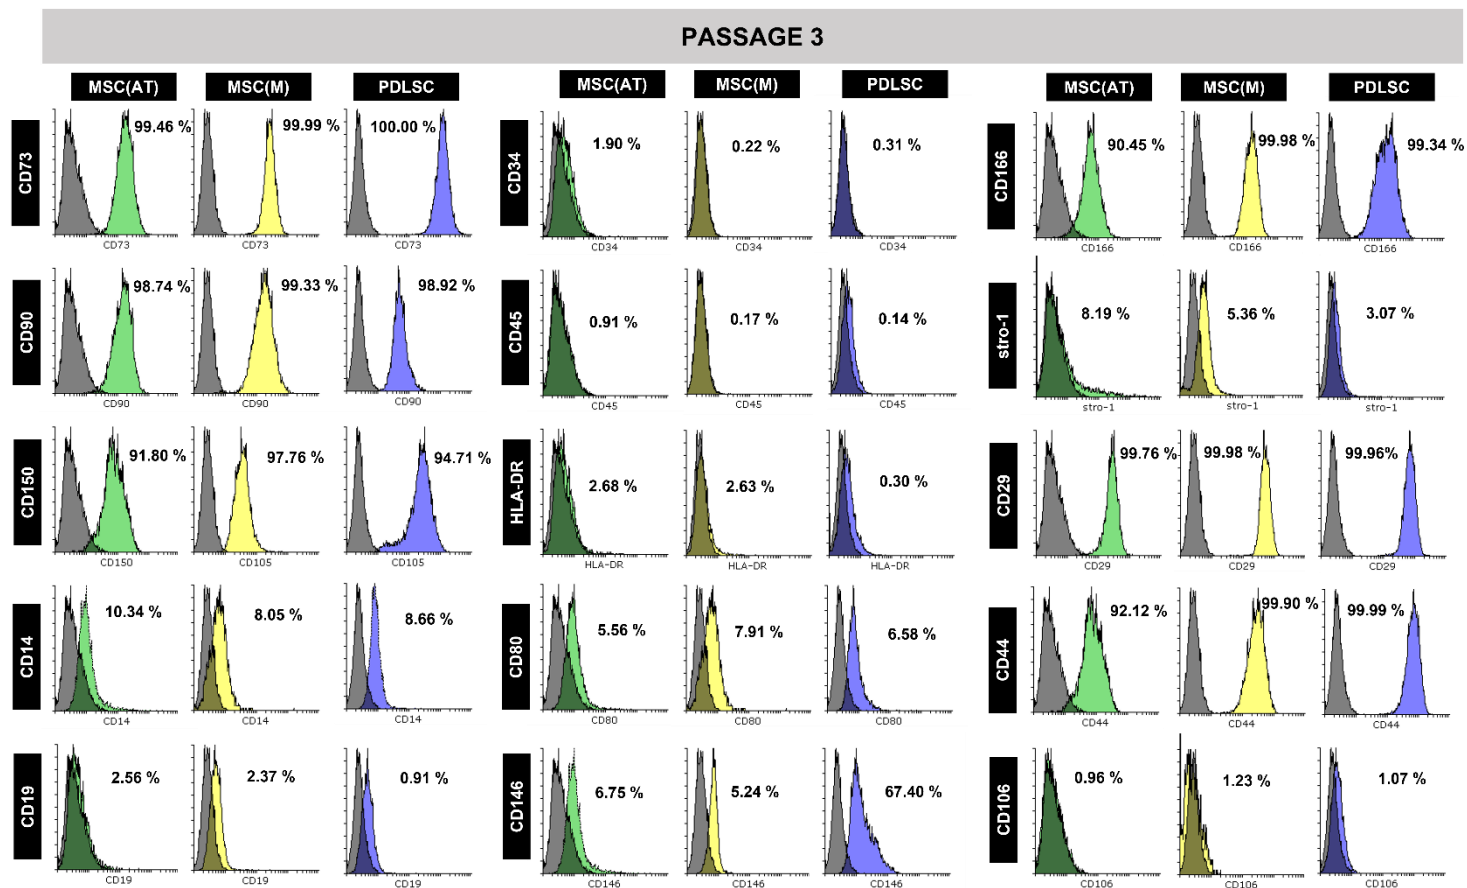 PASSAGE 3
MSC(AT) MSC(M) PDLSC MSC(AT) MSC(M) PDLSC MSC(AT) MSC(M) PDLSC
CD73 99.46 % 99.99 % 100.00 % CD34 1.90 % 0.22 % 0.31 % CD166 90.45 % 99.98 % 99.34 %
CD73 CD73 CD73 CD34 CD34 CD34 CD166 CD166 CD166
CD90 98.74 % 99.33 % 98.92 % CD45 0.91 % 0.17 % 0.14 % stro-1 8.19 % 5.36 % 3.07 %
CD90 CD90 CD90 CD45 CD45 CD45 stro-1 stro-1 stro-1
CD150 91.80 % 97.76 % 94.71 % HLA-DR 2.68 % 2.63 % 0.30 % CD29 99.76 % 99.98 % 99.96%
CD150 CD105 CD105 HLA-DR HLA-DR HLA-DR CD29 CD29 CD29
CD14 10.34 % 8.05 % 8.66 % CD80 5.56 % 7.91 % 6.58 % CD44 92.12 % 99.90 % 99.99 %
CD14 CD14 CD14 CD80 CD80 CD80 CD44 CD44 CD44
CD19 2.56 % 2.37 % 0.91 % CD146 6.75 % 5.24 % 67.40 % CD106 0.96 % 1.23 % 1.07 %
CD19 CD19 CD19 CD146 CD146 CD146 CD106 CD106 CD106